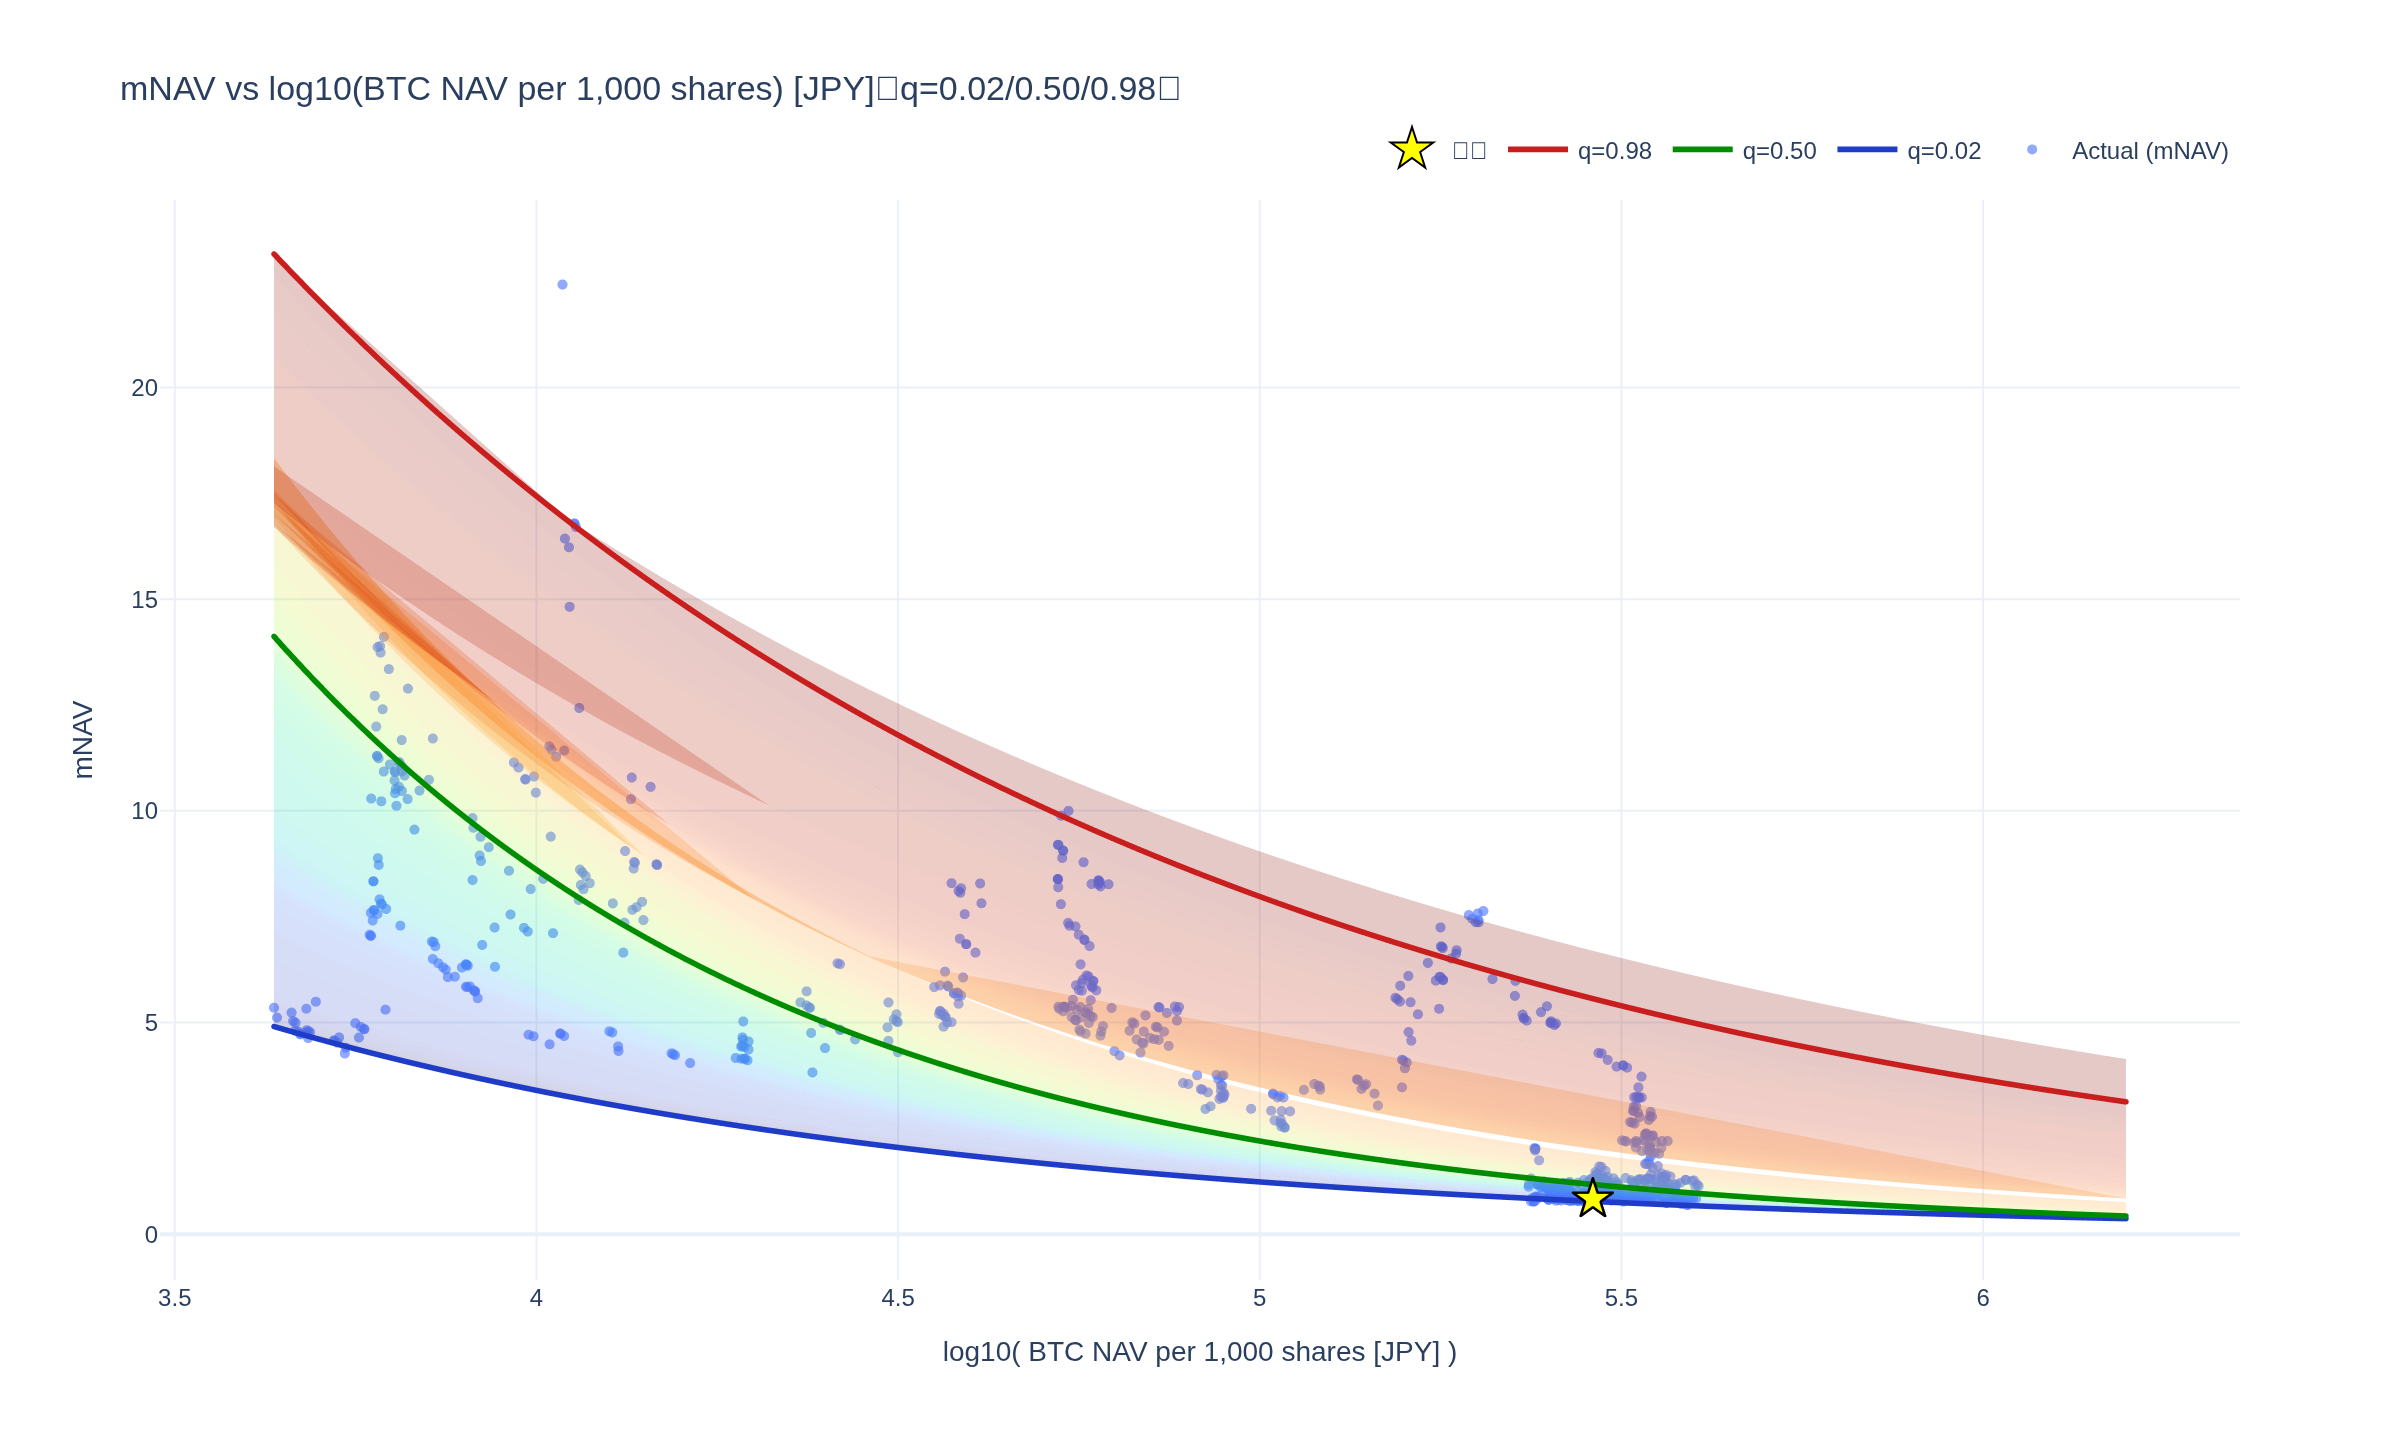 mNAV vs log10(BTC NAV per 1,000 shares) [JPY]□q=0.02/0.50/0.98□
□□ q=0.98 q=0.50 q=0.02 Actual (mNAV)
mNAV
20
15
10
5
0
3.5 4 4.5 5 5.5 6
log10( BTC NAV per 1,000 shares [JPY] )